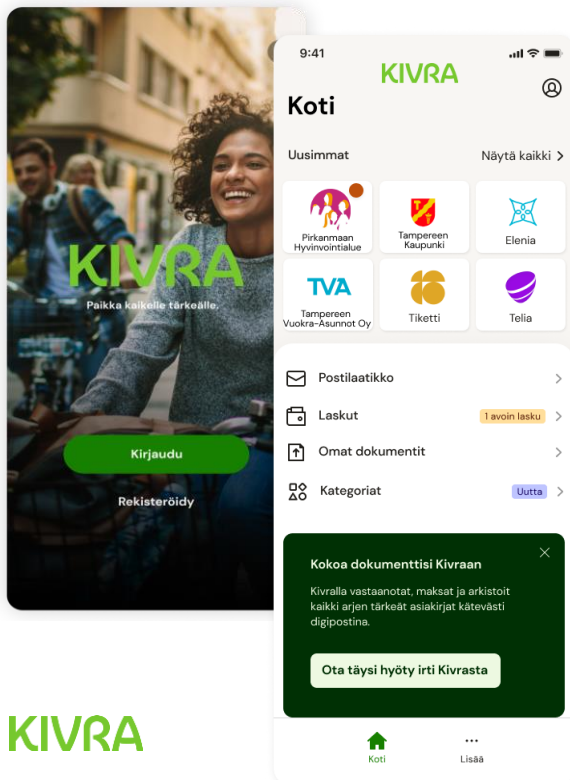 KIVRA
Paikka kaikelle tärkeälle.
Kirjaudu
Rekisteröidy
9:41
KIVRA
Koti
Uusimmat
Näytä kaikki
Pirkanmaan
Hyvinvointialue
Tampereen
Kaupunki
Elenia
TVA
Tampereen
Vuokra-Asunnot Oy
Tiketti
Telia
Postilaatikko
Laskut
1 avoin lasku
Omat dokumentit
Kategoriat
Uutta
Kokoa dokumenttisi Kivraan
Kivralla vastaanotat, maksat ja arkistoit
kaikki arjen tärkeät asiakirjat kätevästi
digipostina.
Ota täysi hyöty irti Kivrasta
Koti
Lisää
KIVRA